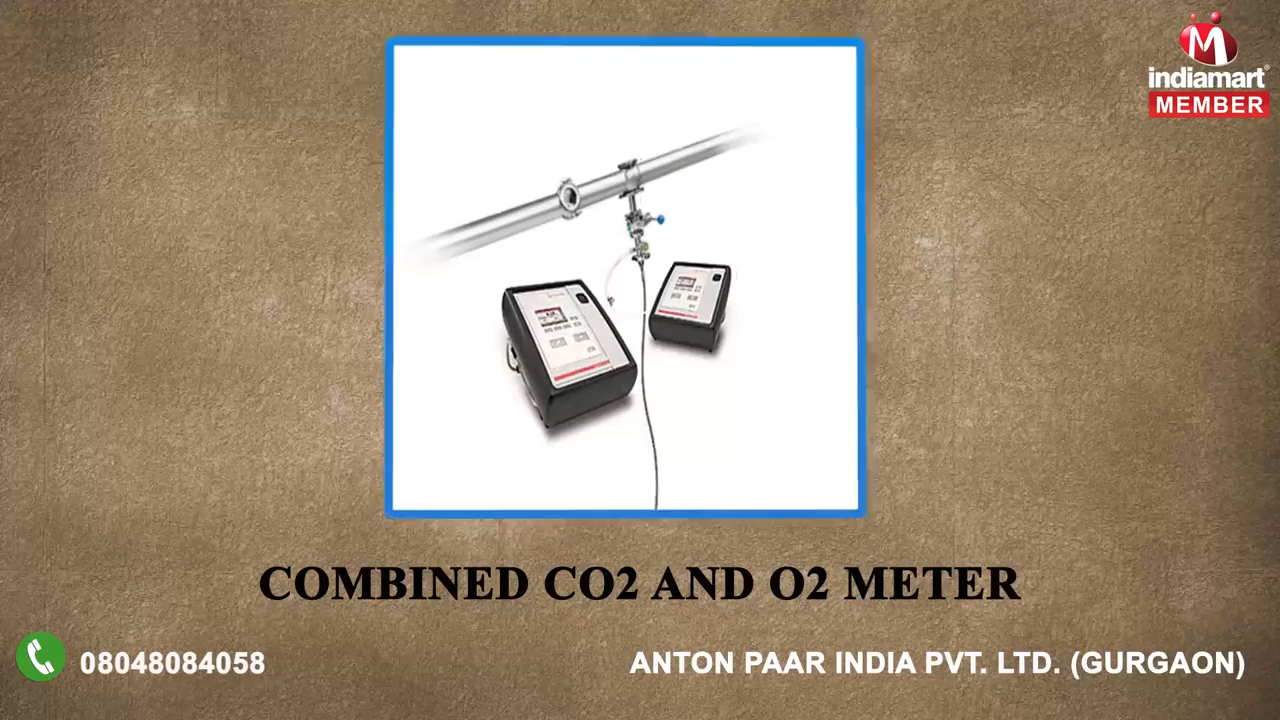 indiamart
MEMBER
COMBINED CO2 AND O2 METER
08048084058
ANTON PAAR INDIA PVT. LTD. (GURGAON)